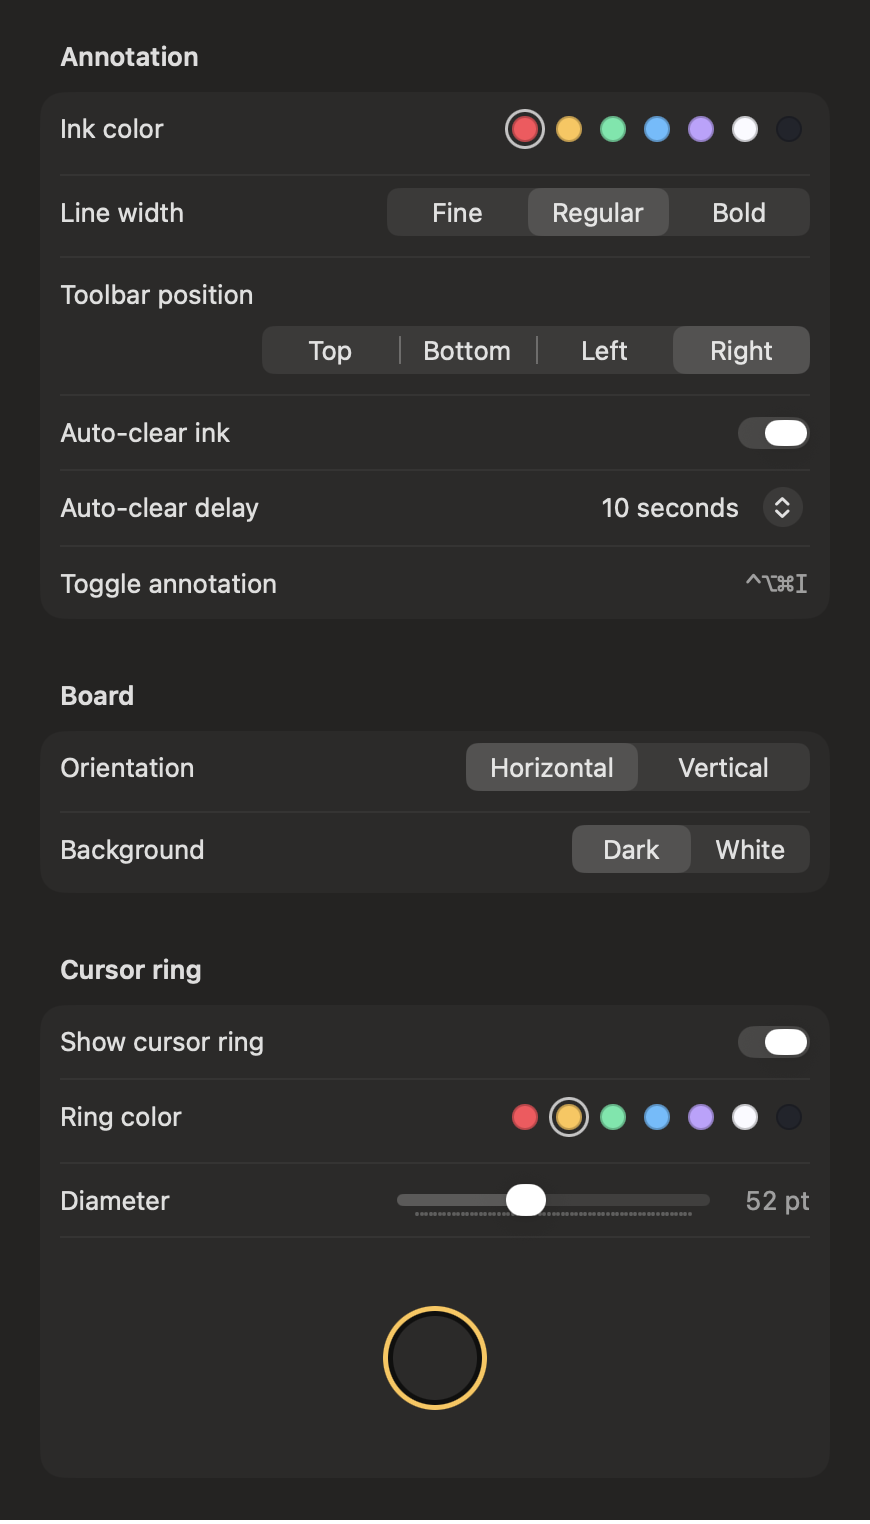 Annotation
Ink color
Line width Fine Regular Bold
Toolbar position
Top Bottom Left Right
Auto-clear ink
Auto-clear delay 10 seconds
Toggle annotation ^⌥⌘I
Board
Orientation Horizontal Vertical
Background Dark White
Cursor ring
Show cursor ring
Ring color
Diameter 52 pt